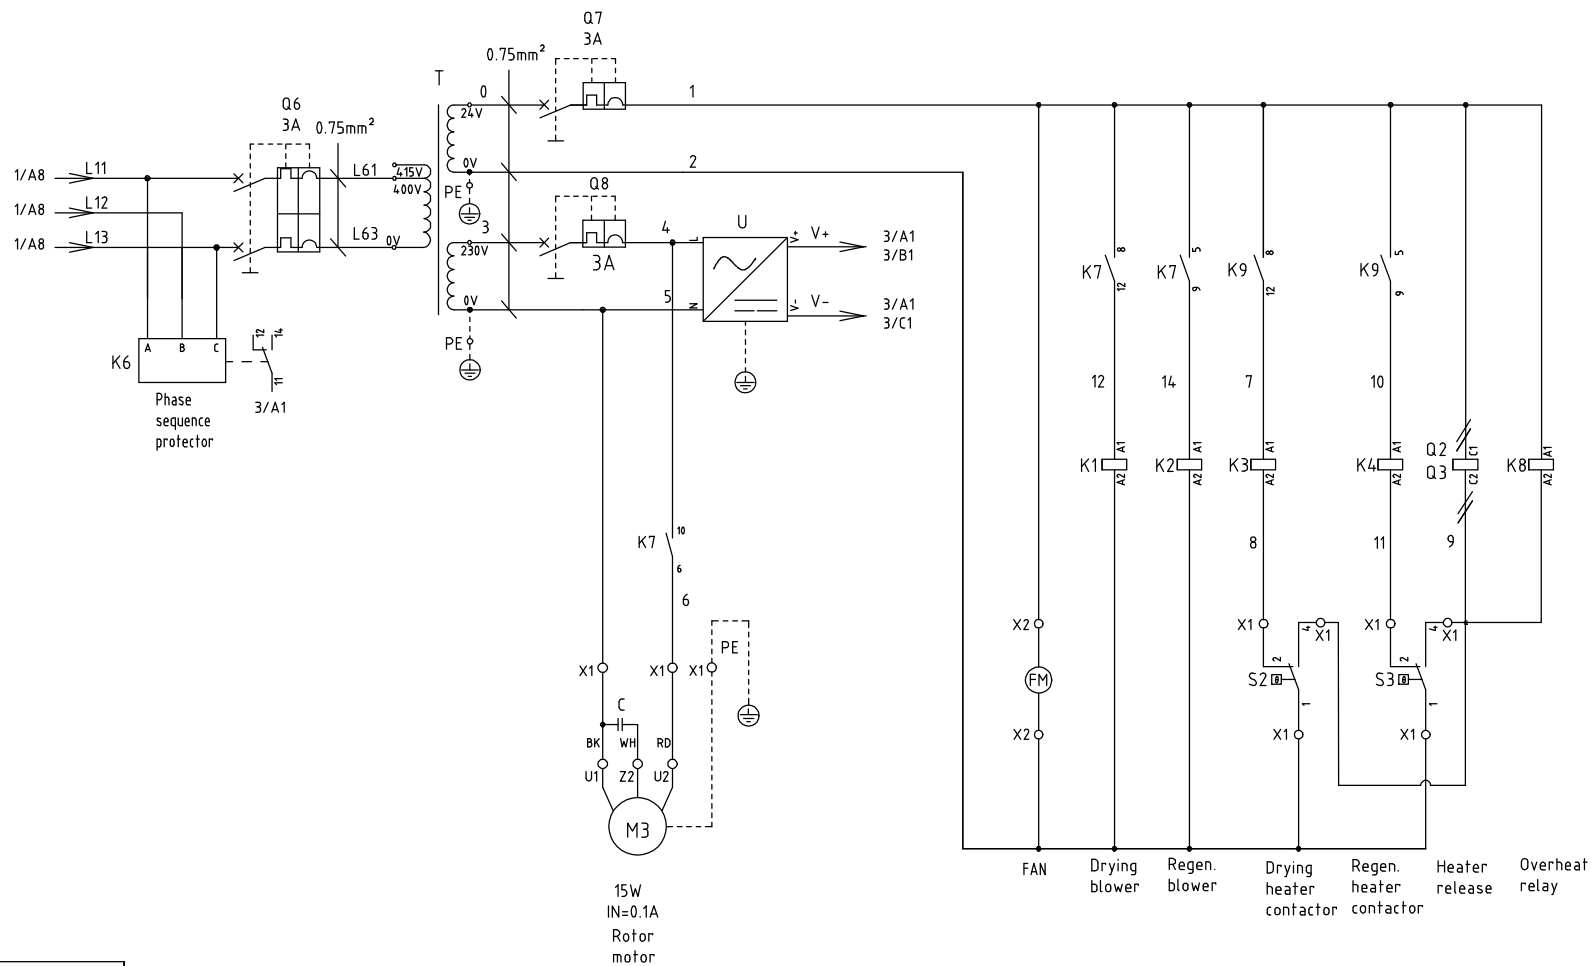 Q7
3A
0.75mm²
T
0
1
24V
Q6
3A
0.75mm²
1/A8
L11
L61
415V
400V
0V
2
PE
Q8
1/A8
L12
3
4
U
1/A8
L13
L63
0V
230V
3A
L
V+
V+
3/A1
3/B1
K7
8
12
K7
5
9
K9
8
12
K9
5
9
0V
5
N
V-
V-
3/A1
3/C1
PE
K6
A
B
C
12
14
11
3/A1
Phase
sequence
protector
12
14
7
10
K1
A1
A2
K2
A1
A2
K3
A1
A2
K4
A1
A2
Q2
Q3
C1
C2
K8
A1
A2
K7
10
6
6
8
11
9
X2
X1
4
X1
X1
4
X1
PE
X1
X1
X1
FM
S2
2
1
S3
2
1
C
X2
X1
X1
BK
WH
RD
U1
Z2
U2
M3
FAN
Drying
blower
Regen.
blower
Drying
heater
contactor
Regen.
heater
contactor
Heater
release
Overheat
relay
15W
IN=0.1A
Rotor
motor